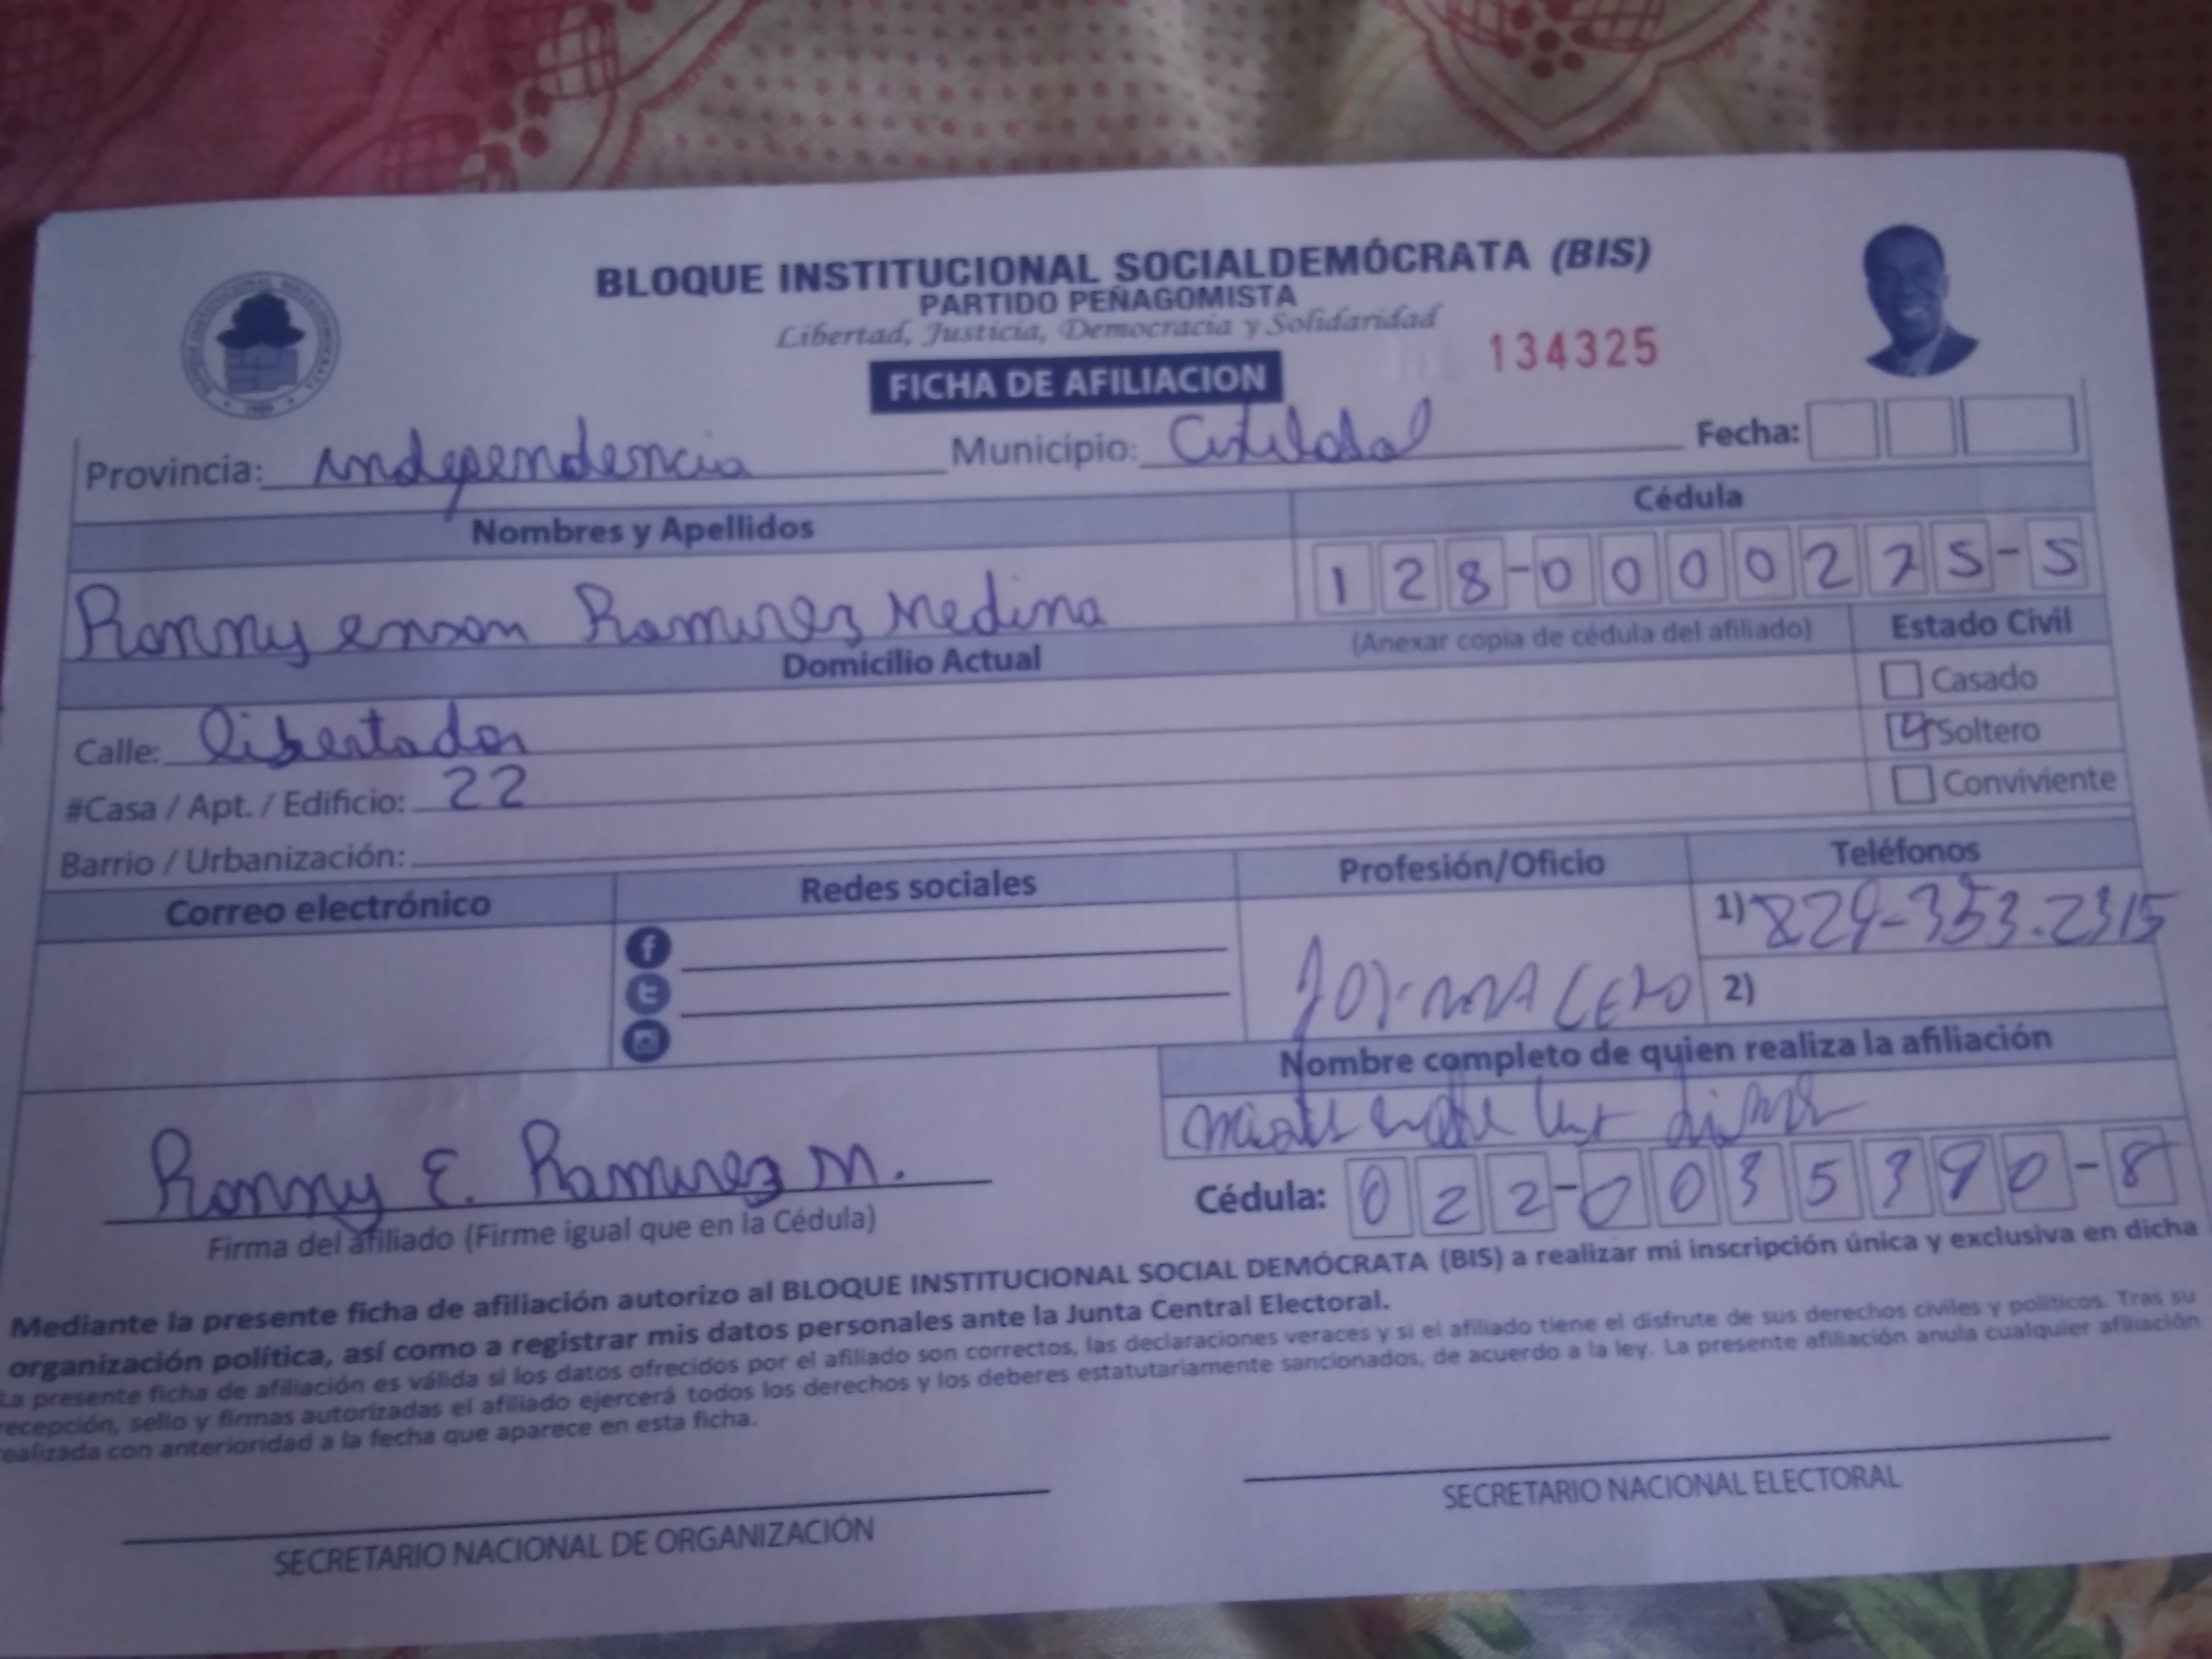 BLOQUE INSTITUCIONAL SOCIALDEMÓCRATA (BIS)
PARTIDO PEÑAGOMISTA
Libertad, Justicia, Democracia y Solidaridad
134325
FICHA DE AFILIACION
Provincia: independencia Municipio: Fecha:
Nombres y Apellidos Cédula
Ronny enson Ramirez Medina 128-0000275-5
(Anexar copia de cédula del afiliado) Estado Civil
Domicilio Actual
Casado
Calle: libertador
Soltero
#Casa / Apt. / Edificio: 22
Conviviente
Barrio / Urbanización:
Correo electrónico Redes sociales Profesión/Oficio Teléfonos
1) 829-353.2315
2)
Nombre completo de quien realiza la afiliación
Ronny E. Ramirez M.
Cédula: 022-0035390-8
Firma del afiliado (Firme igual que en la Cédula)
Mediante la presente ficha de afiliación autorizo al BLOQUE INSTITUCIONAL SOCIAL DEMÓCRATA (BIS) a realizar mi inscripción única y exclusiva en dicha
organización política, así como a registrar mis datos personales ante la Junta Central Electoral.
La presente ficha de afiliación es válida si los datos ofrecidos por el afiliado son correctos, las declaraciones veraces y si el afiliado tiene el disfrute de sus derechos civiles y políticos. Tras su
recepción, sello y firmas autorizadas el afiliado ejercerá todos los derechos y los deberes estatutariamente sancionados, de acuerdo a la ley. La presente afiliación anula cualquier afiliación
realizada con anterioridad a la fecha que aparece en esta ficha.
SECRETARIO NACIONAL DE ORGANIZACIÓN
SECRETARIO NACIONAL ELECTORAL